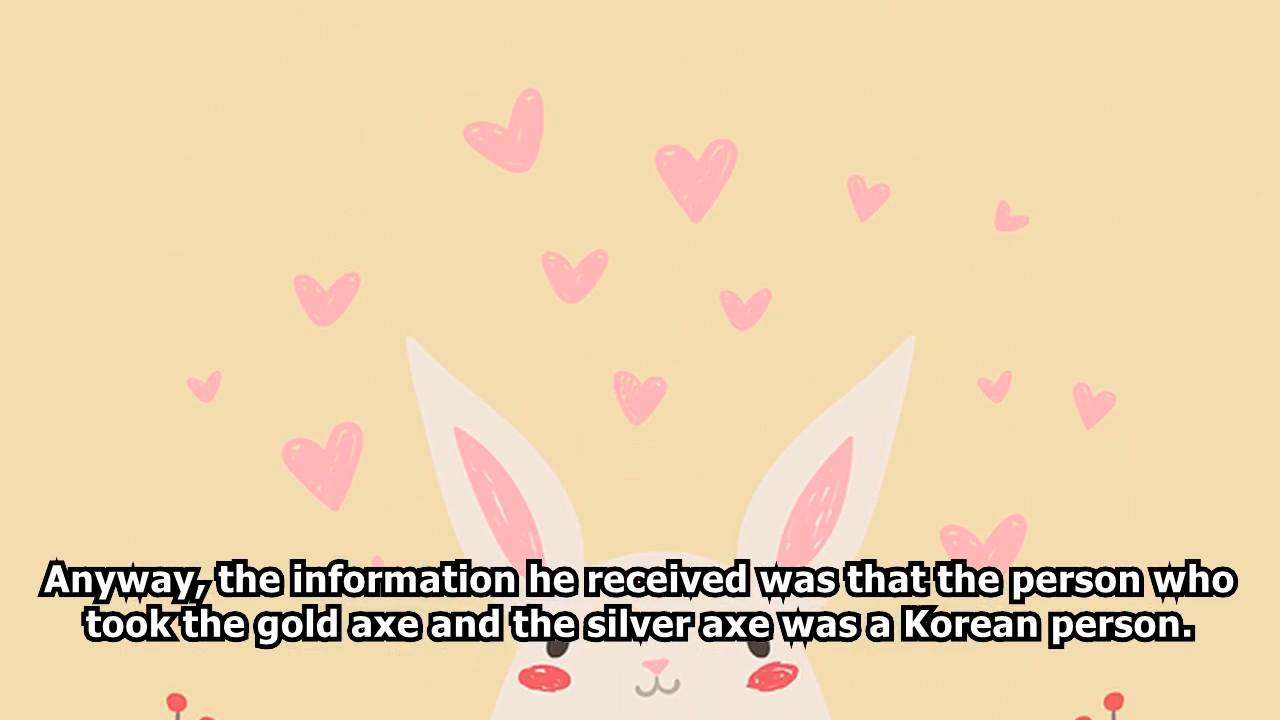 Anyway, the information he received was that the person who
took the gold axe and the silver axe was a Korean person.